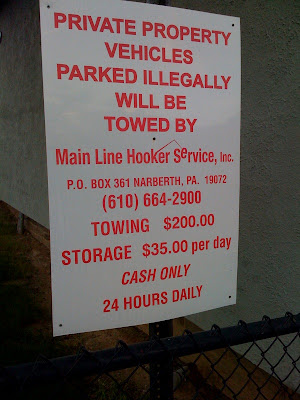 PRIVATE PROPERTY
VEHICLES
PARKED ILLEGALLY
WILL BE
TOWED BY
Main Line Hooker Service, Inc.
P.O. BOX 361 NARBERTH, PA. 19072
(610) 664-2900
TOWING $200.00
STORAGE $35.00 per day
CASH ONLY
24 HOURS DAILY